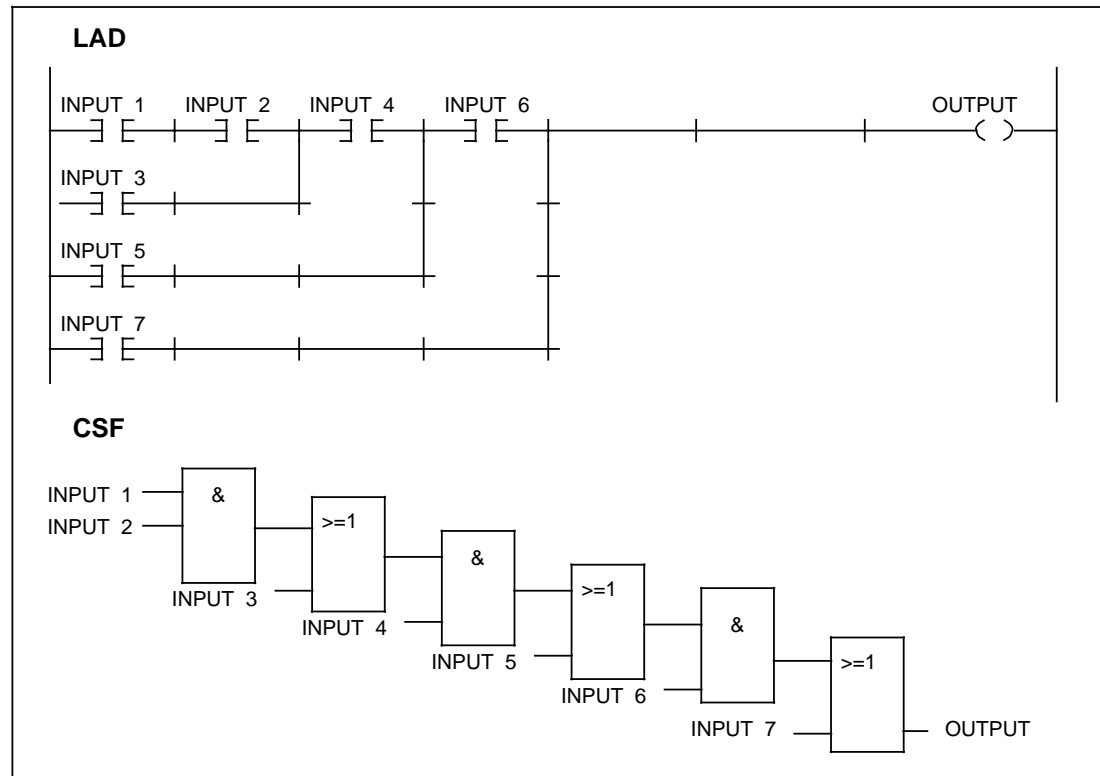 LAD
INPUT 1 INPUT 2 INPUT 4 INPUT 6 OUTPUT
INPUT 3
INPUT 5
INPUT 7
CSF
INPUT 1 &
INPUT 2 >=1
&
INPUT 3 >=1
INPUT 4 &
INPUT 5 >=1
INPUT 6
INPUT 7 OUTPUT